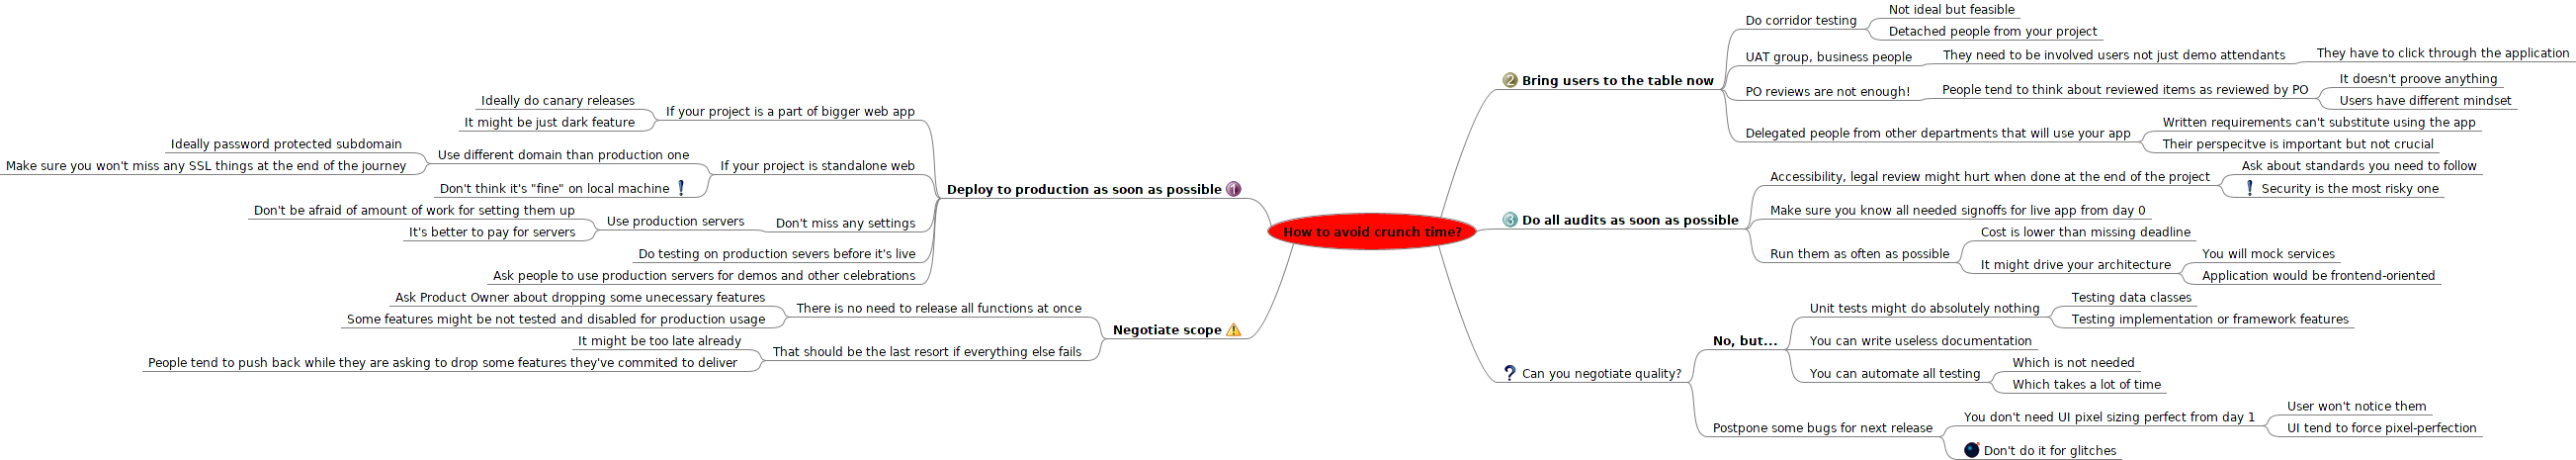 How to avoid crunch time?
Deploy to production as soon as possible 1
If your project is a part of bigger web app
Ideally do canary releases
It might be just dark feature
If your project is standalone web
Use different domain than production one
Ideally password protected subdomain
Make sure you won't miss any SSL things at the end of the journey
Don't think it's "fine" on local machine !
Don't miss any settings
Use production servers
Don't be afraid of amount of work for setting them up
It's better to pay for servers
Do testing on production severs before it's live
Ask people to use production servers for demos and other celebrations
2 Bring users to the table now
Do corridor testing
Not ideal but feasible
Detached people from your project
UAT group, business people
They need to be involved users not just demo attendants
They have to click through the application
PO reviews are not enough!
People tend to think about reviewed items as reviewed by PO
It doesn't proove anything
Users have different mindset
Delegated people from other departments that will use your app
Written requirements can't substitute using the app
Their perspecitve is important but not crucial
3 Do all audits as soon as possible
Accessibility, legal review might hurt when done at the end of the project
Ask about standards you need to follow
! Security is the most risky one
Make sure you know all needed signoffs for live app from day 0
Run them as often as possible
Cost is lower than missing deadline
It might drive your architecture
You will mock services
Application would be frontend-oriented
Negotiate scope !
There is no need to release all functions at once
Ask Product Owner about dropping some unecessary features
Some features might be not tested and disabled for production usage
That should be the last resort if everything else fails
It might be too late already
People tend to push back while they are asking to drop some features they've commited to deliver
? Can you negotiate quality?
No, but...
Unit tests might do absolutely nothing
Testing data classes
Testing implementation or framework features
You can write useless documentation
You can automate all testing
Which is not needed
Which takes a lot of time
Postpone some bugs for next release
You don't need UI pixel sizing perfect from day 1
User won't notice them
UI tend to force pixel-perfection
Don't do it for glitches